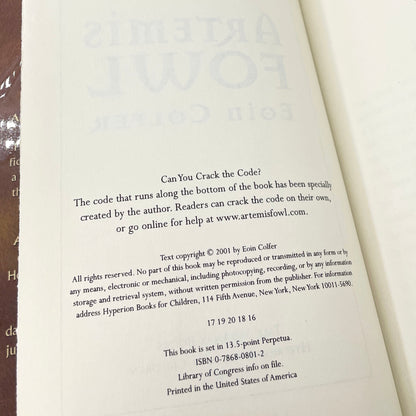 ARTEMIS
FOWL
EOIN COLFER
Can You Crack the Code?
The code that runs along the bottom of the book has been specially
created by the author. Readers can crack the code on their own,
or go online for help at www.artemisfowl.com.
Text copyright © 2001 by Eoin Colfer
All rights reserved. No part of this book may be reproduced or transmitted in any form or by
any means, electronic or mechanical, including photocopying, recording, or by any information
storage and retrieval system, without written permission from the publisher. For information
address Hyperion Books for Children, 114 Fifth Avenue, New York, New York 10011-5690.
17 19 20 18 16
This book is set in 13.5-point Perpetua.
ISBN 0-7868-0801-2
Library of Congress info on file.
Printed in the United States of America